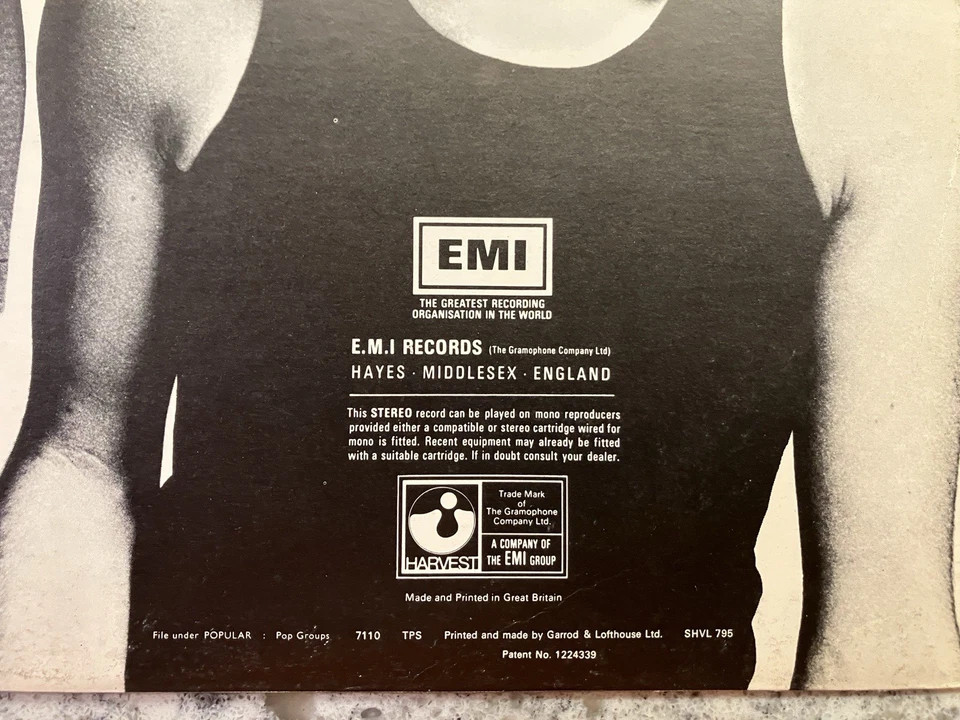 EMI
THE GREATEST RECORDING
ORGANISATION IN THE WORLD
E.M.I RECORDS (The Gramophone Company Ltd)
HAYES · MIDDLESEX · ENGLAND
This STEREO record can be played on mono reproducers
provided either a compatible or stereo cartridge wired for
mono is fitted. Recent equipment may already be fitted
with a suitable cartridge. If in doubt consult your dealer.
HARVEST
Trade Mark
of
The Gramophone
Company Ltd.
A COMPANY OF
THE EMI GROUP
Made and Printed in Great Britain
File under POPULAR : Pop Groups 7110 TPS Printed and made by Garrod & Lofthouse Ltd. SHVL 795
Patent No. 1224339